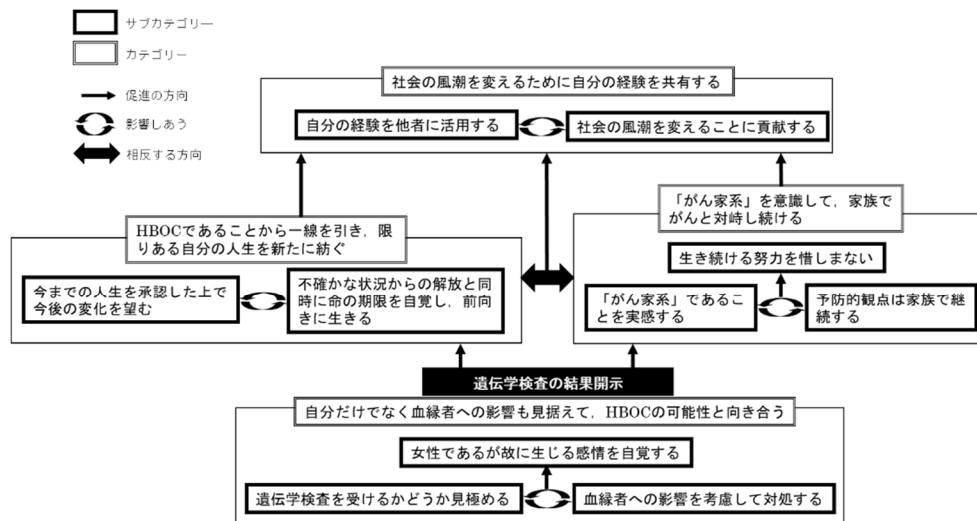 サブカテゴリー
カテゴリー
促進の方向
影響しあう
相反する方向
社会の風潮を変えるために自分の経験を共有する
自分の経験を他者に活用する
社会の風潮を変えることに貢献する
HBOCであることから一線を引き，限
りある自分の人生を新たに紡ぐ
今までの人生を承認した上で
今後の変化を望む
不確かな状況からの解放と同
時に命の期限を自覚し，前向
きに生きる
「がん家系」を意識して，家族で
がんと対峙し続ける
生き続ける努力を惜しまない
「がん家系」であるこ
とを実感する
予防的観点は家族で継
続する
遺伝学検査の結果開示
自分だけでなく血縁者への影響も見据えて，HBOCの可能性と向き合う
女性であるが故に生じる感情を自覚する
遺伝学検査を受けるかどうか見極める
血縁者への影響を考慮して対処する